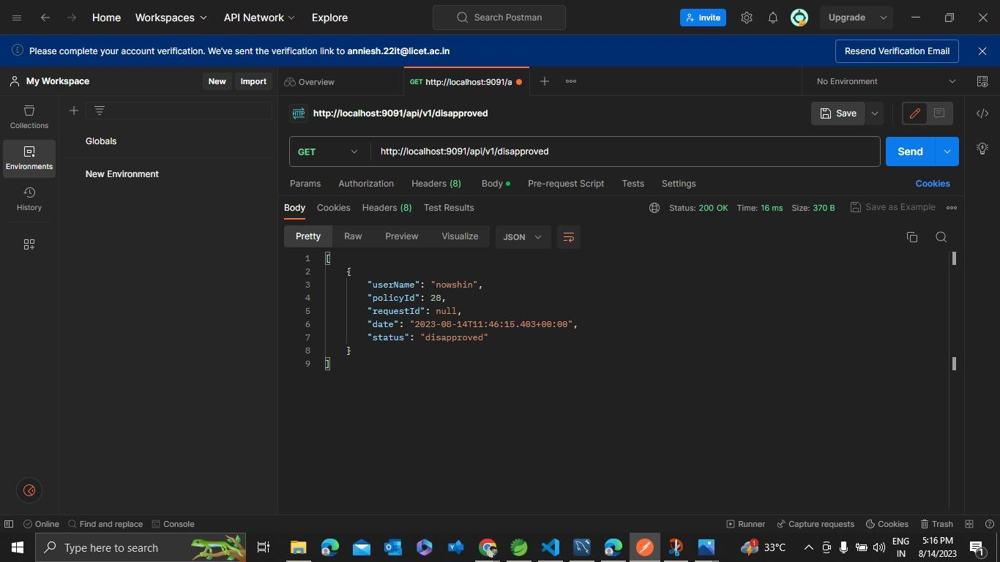 Home Workspaces API Network Explore Search Postman Invite Upgrade
Please complete your account verification. We've sent the verification link to anniesh.22it@licet.ac.in Resend Verification Email
My Workspace New Import Overview GET http://localhost:9091/a No Environment
HTTP http://localhost:9091/api/v1/disapproved Save
Collections
Globals
GET http://localhost:9091/api/v1/disapproved Send
Environments
New Environment
Params Authorization Headers (8) Body Pre-request Script Tests Settings Cookies
History
Body Cookies Headers (8) Test Results Status: 200 OK Time: 16 ms Size: 370 B Save as Example
Pretty Raw Preview Visualize JSON
1 [
2 {
3 "userName": "nowshin",
4 "policyId": 28,
5 "requestId": null,
6 "date": "2023-08-14T11:46:15.403+00:00",
7 "status": "disapproved"
8 }
9 ]
Online Find and replace Console Runner Capture requests Cookies Trash
Type here to search 1 33°C ENG IN 5:16 PM 8/14/2023 1